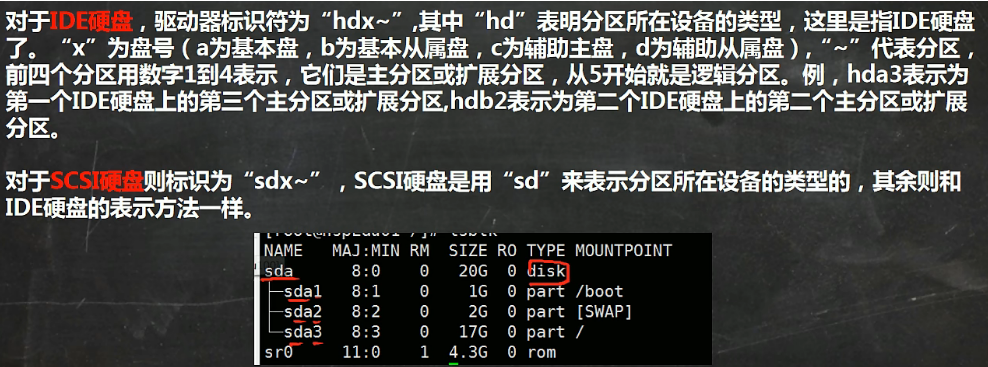 对于IDE硬盘，驱动器标识符为“hdx~”,其中“hd”表明分区所在设备的类型，这里是指IDE硬盘
了。“x”为盘号（a为基本盘，b为基本从属盘，c为辅助主盘，d为辅助从属盘）,“~”代表分区，
前四个分区用数字1到4表示，它们是主分区或扩展分区，从5开始就是逻辑分区。例，hda3表示为
第一个IDE硬盘上的第三个主分区或扩展分区,hdb2表示为第二个IDE硬盘上的第二个主分区或扩展
分区。
对于SCSI硬盘则标识为“sdx~”，SCSI硬盘是用“sd”来表示分区所在设备的类型的，其余则和
IDE硬盘的表示方法一样。
NAME MAJ:MIN RM SIZE RO TYPE MOUNTPOINT
sda 8:0 0 20G 0 disk
├─sda1 8:1 0 1G 0 part /boot
├─sda2 8:2 0 2G 0 part [SWAP]
└─sda3 8:3 0 17G 0 part /
sr0 11:0 1 4.3G 0 rom